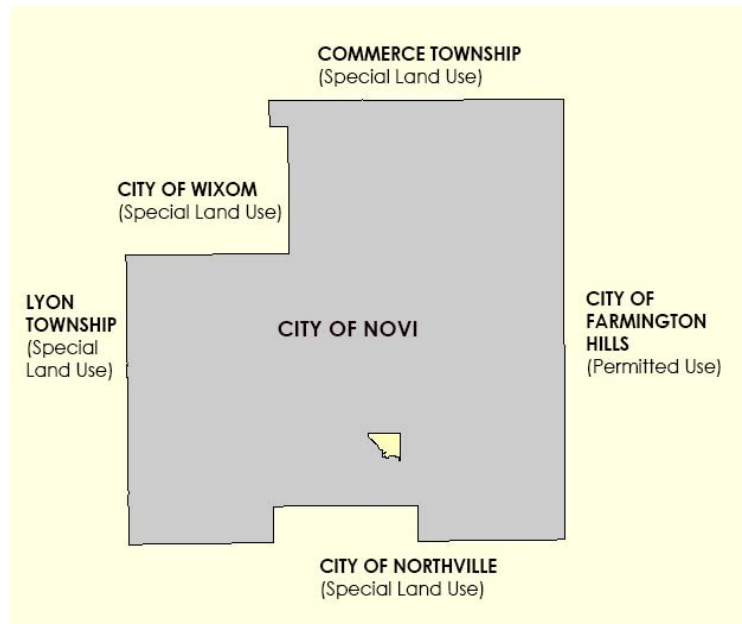 COMMERCE TOWNSHIP
(Special Land Use)
CITY OF WIXOM
(Special Land Use)
LYON
TOWNSHIP
(Special
Land Use)
CITY OF NOVI
CITY OF
FARMINGTON
HILLS
(Permitted Use)
CITY OF NORTHVILLE
(Special Land Use)